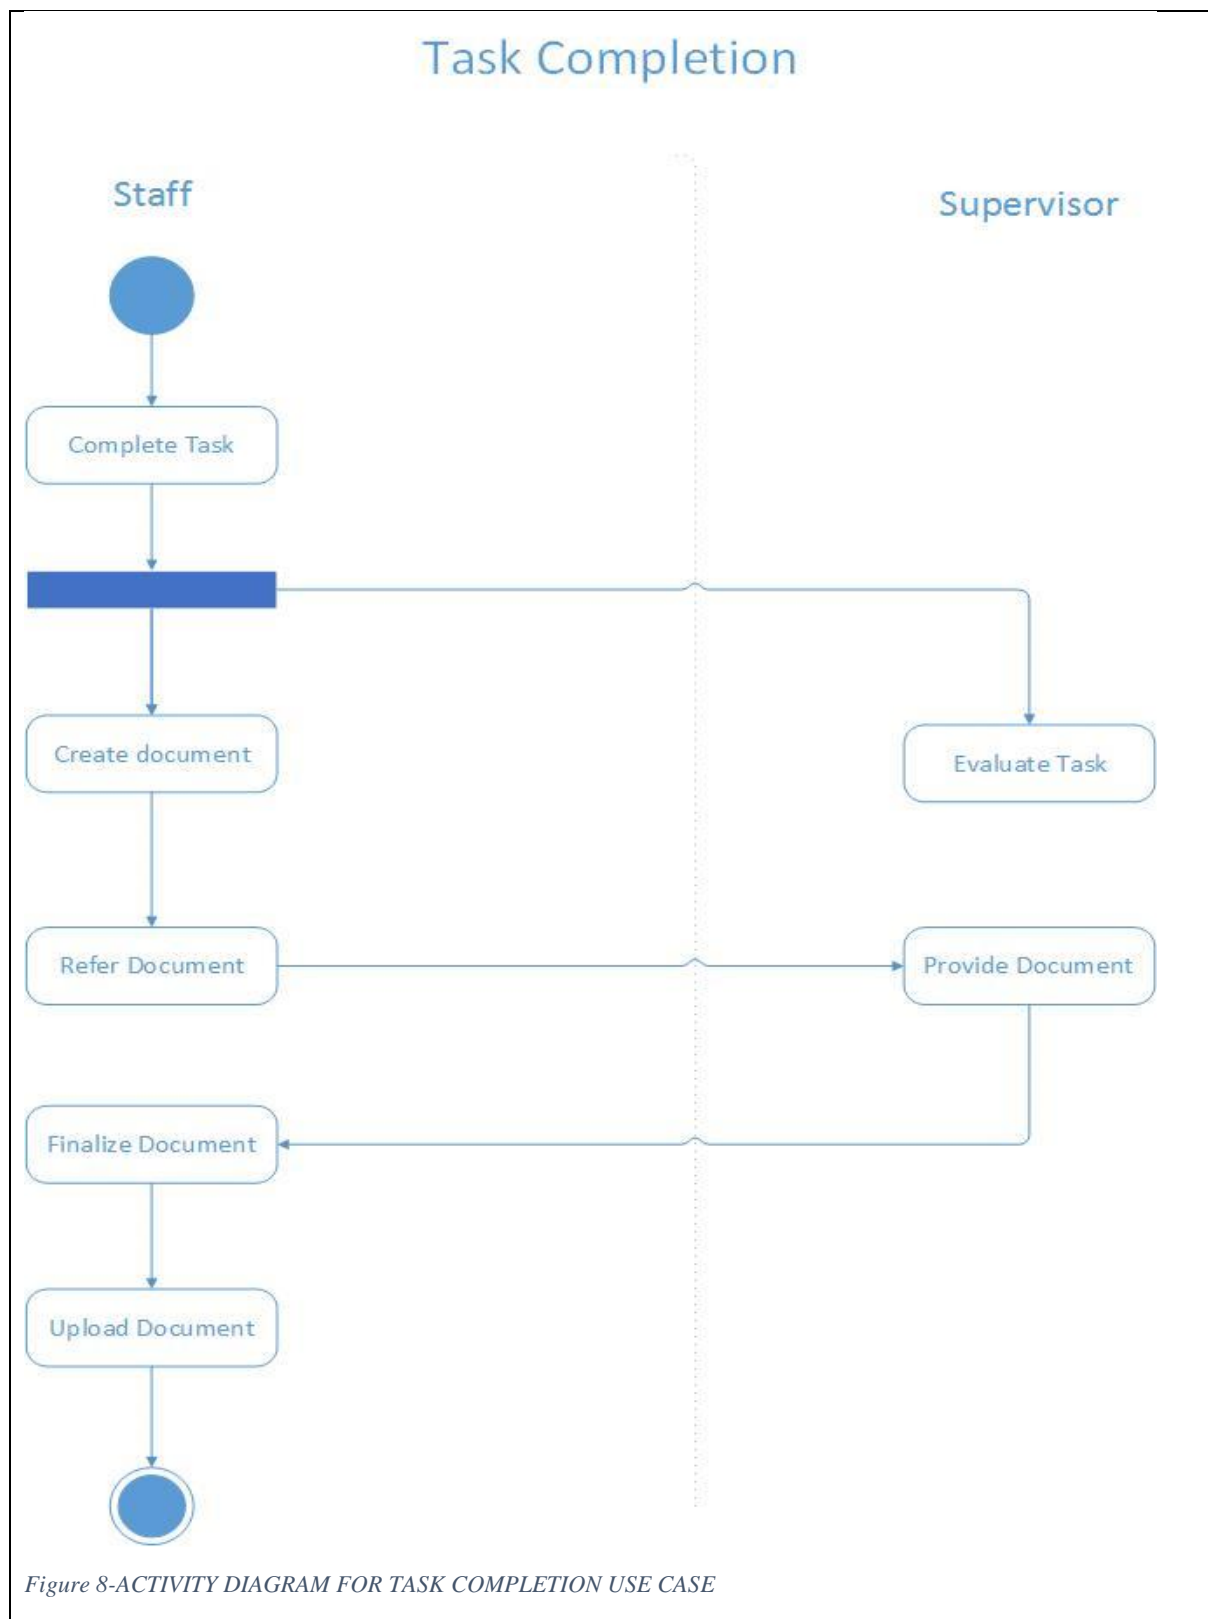 Task Completion
Staff
Supervisor
Complete Task
Create document
Evaluate Task
Refer Document
Provide Document
Finalize Document
Upload Document
Figure 8-ACTIVITY DIAGRAM FOR TASK COMPLETION USE CASE